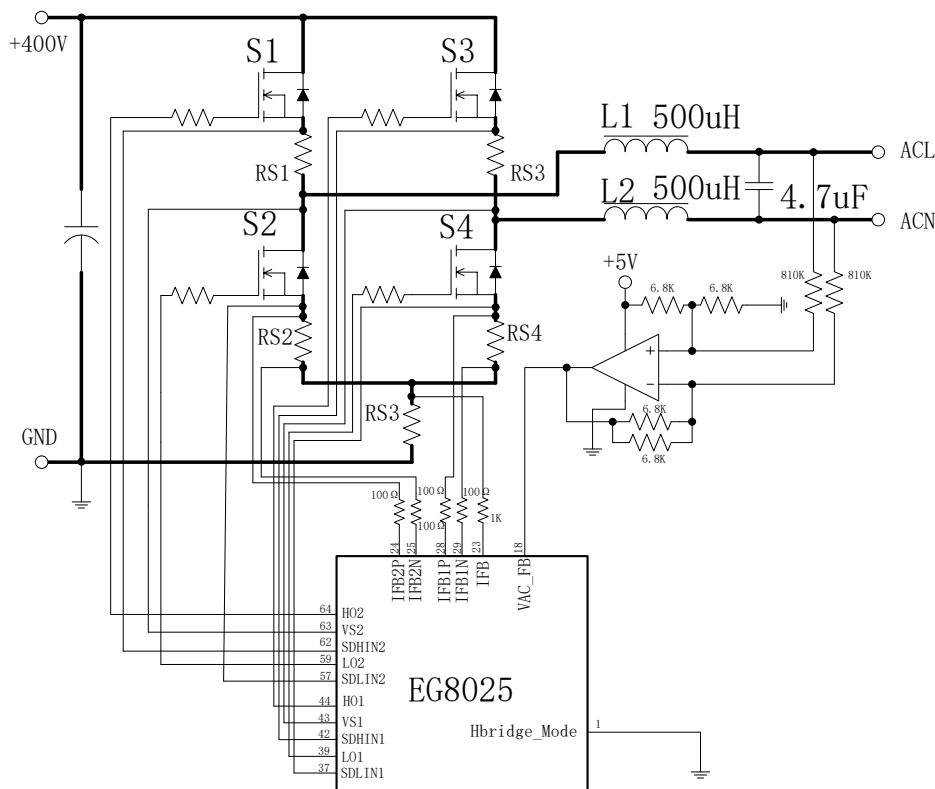 +400V
S1
S3
L1 500uH
ACL
RS1
RS3
L2 500uH
4.7uF
ACN
S2
S4
+5V
6.8K
6.8K
810K
810K
RS2
RS4
RS3
6.8K
6.8K
GND
100Ω
100Ω
100Ω
100Ω
1K
24
25
28
29
23
18
IFB2P
IFB2N
IFB1P
IFB1N
IFB
VAC_FB
64 HO2
63 VS2
62 SDHIN2
59 LO2
57 SDLIN2
44 HO1
43 VS1
42 SDHIN1
39 LO1
37 SDLIN1
EG8025
Hbridge_Mode 1